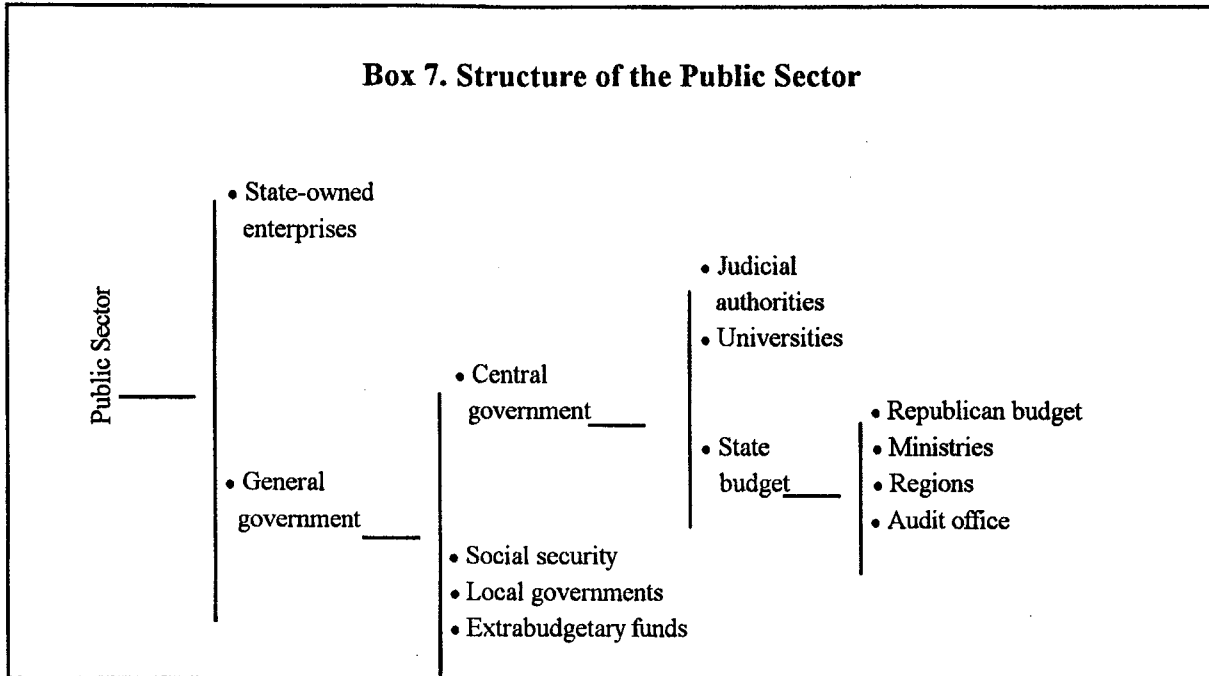 Box 7. Structure of the Public Sector
Public Sector
• State-owned
enterprises
• General
government
• Central
government
• Social security
• Local governments
• Extrabudgetary funds
• Judicial
authorities
• Universities
• State
budget
• Republican budget
• Ministries
• Regions
• Audit office